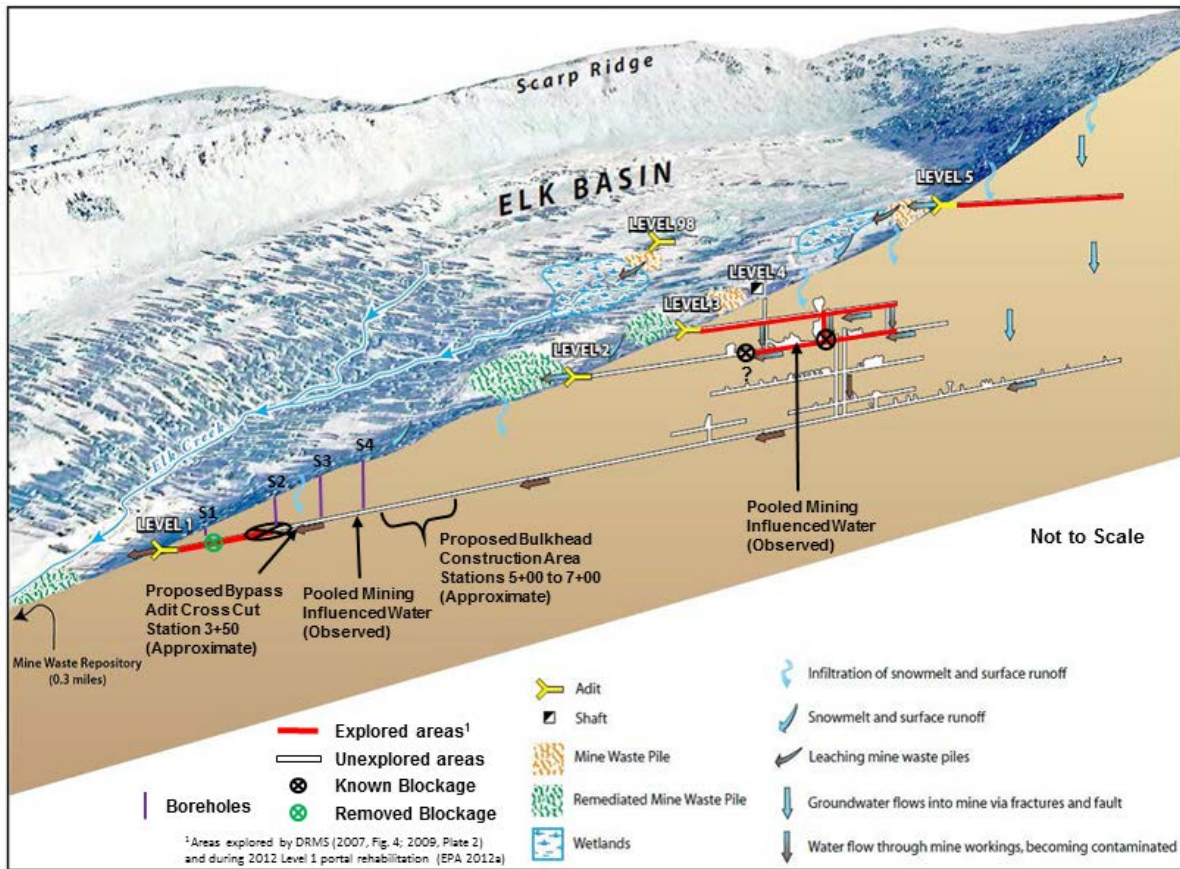 Scarp Ridge
ELK BASIN
LEVEL 5
LEVEL 98
LEVEL 4
LEVEL 3
LEVEL 2
?
Elk Creek
S4
S3
S2
S1
LEVEL 1
Proposed Bypass
Adit Cross Cut
Station 3+50
(Approximate)
Pooled Mining
Influenced Water
(Observed)
Proposed Bulkhead
Construction Area
Stations 5+00 to 7+00
(Approximate)
Pooled Mining
Influenced Water
(Observed)
Not to Scale
Mine Waste Repository
(0.3 miles)
Explored areas¹
Unexplored areas
Known Blockage
Removed Blockage
Boreholes
¹Areas explored by DRMS (2007, Fig. 4; 2009, Plate 2)
and during 2012 Level 1 portal rehabilitation (EPA 2012a)
Adit
Shaft
Mine Waste Pile
Remediated Mine Waste Pile
Wetlands
Infiltration of snowmelt and surface runoff
Snowmelt and surface runoff
Leaching mine waste piles
Groundwater flows into mine via fractures and fault
Water flow through mine workings, becoming contaminated